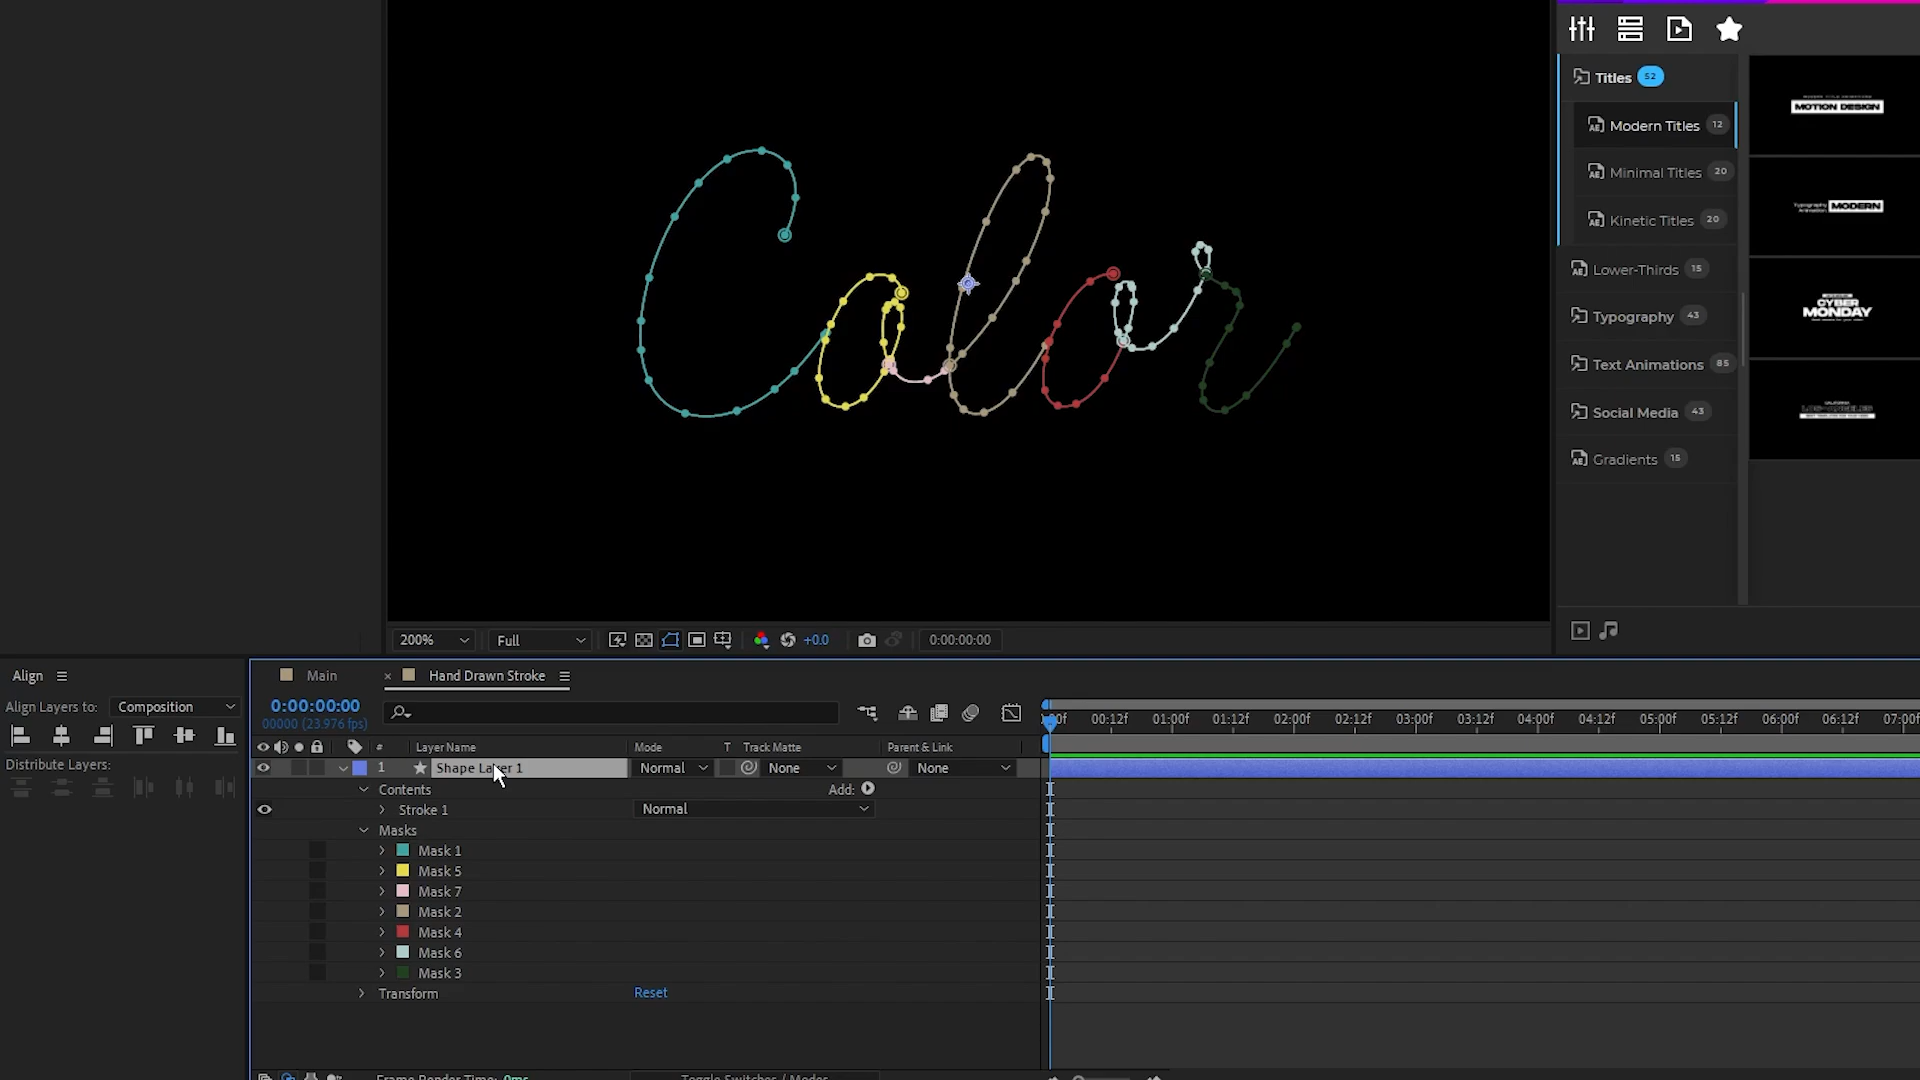 Color
Titles 52
Modern Titles 12
Minimal Titles 20
Kinetic Titles 20
Lower-Thirds 15
Typography 43
Text Animations 85
Social Media 43
Gradients 15
MOTION DESIGN
MODERN
CYBER
MONDAY
200%
Full
+0.0
0:00:00:00
Align
Align Layers to:
Composition
Distribute Layers:
Main
× Hand Drawn Stroke
0:00:00:00
00000 (23.976 fps)
00f 00:12f 01:00f 01:12f 02:00f 02:12f 03:00f 03:12f 04:00f 04:12f 05:00f 05:12f 06:00f 06:12f 07:00f
# Layer Name Mode T Track Matte Parent & Link
1 Shape Layer 1 Normal None None
Contents Add:
Stroke 1 Normal
Masks
Mask 1
Mask 5
Mask 7
Mask 2
Mask 4
Mask 6
Mask 3
Transform Reset
Frame Render Time: 0ms
Toggle Switches / Modes